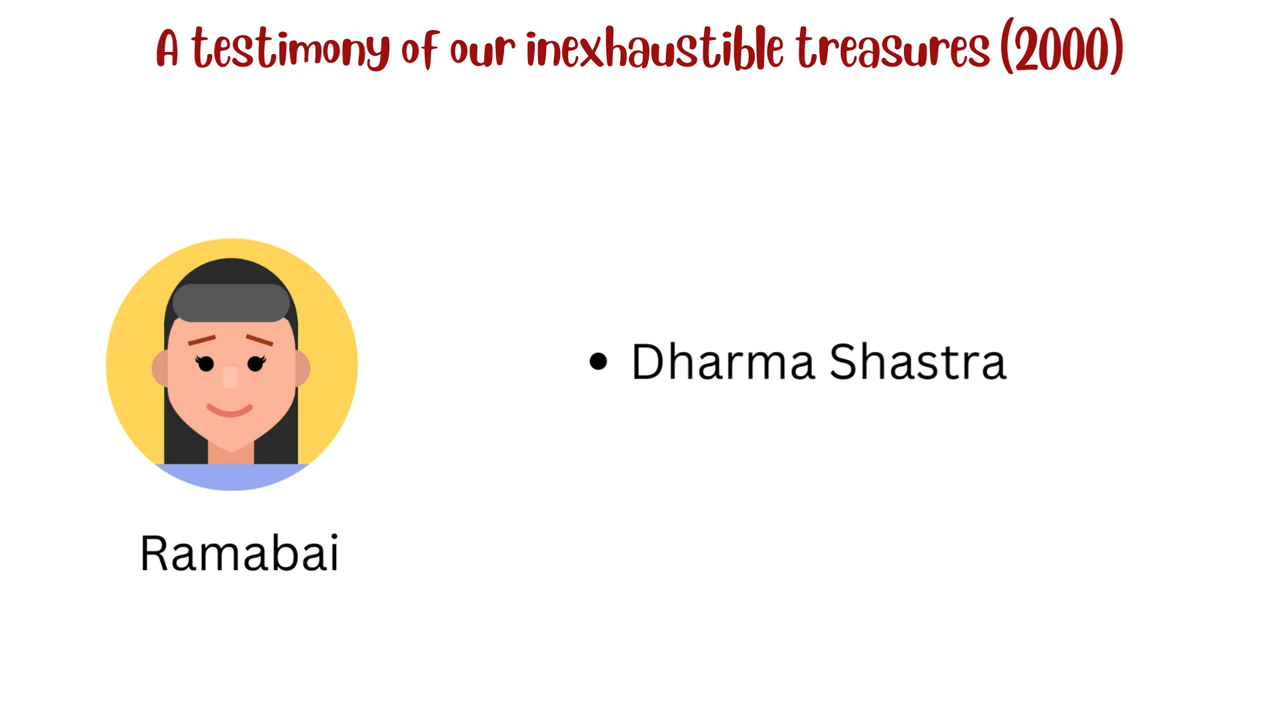 A testimony of our inexhaustible treasures (2000)
• Dharma Shastra
Ramabai